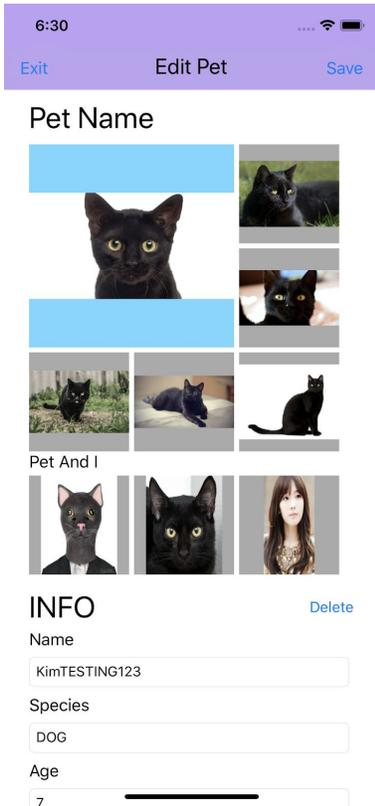 6:30
Exit
Edit Pet
Save
Pet Name
Pet And I
INFO
Delete
Name
KimTESTING123
Species
DOG
Age
7